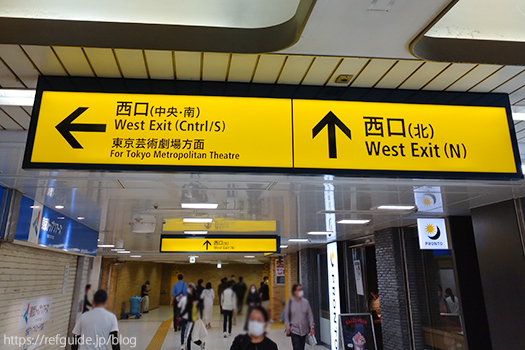 西口(中央・南)
West Exit (Cntrl/S)
東京芸術劇場方面
For Tokyo Metropolitan Theatre
西口(北)
West Exit (N)
PRONTO
https://refguide.jp/blog